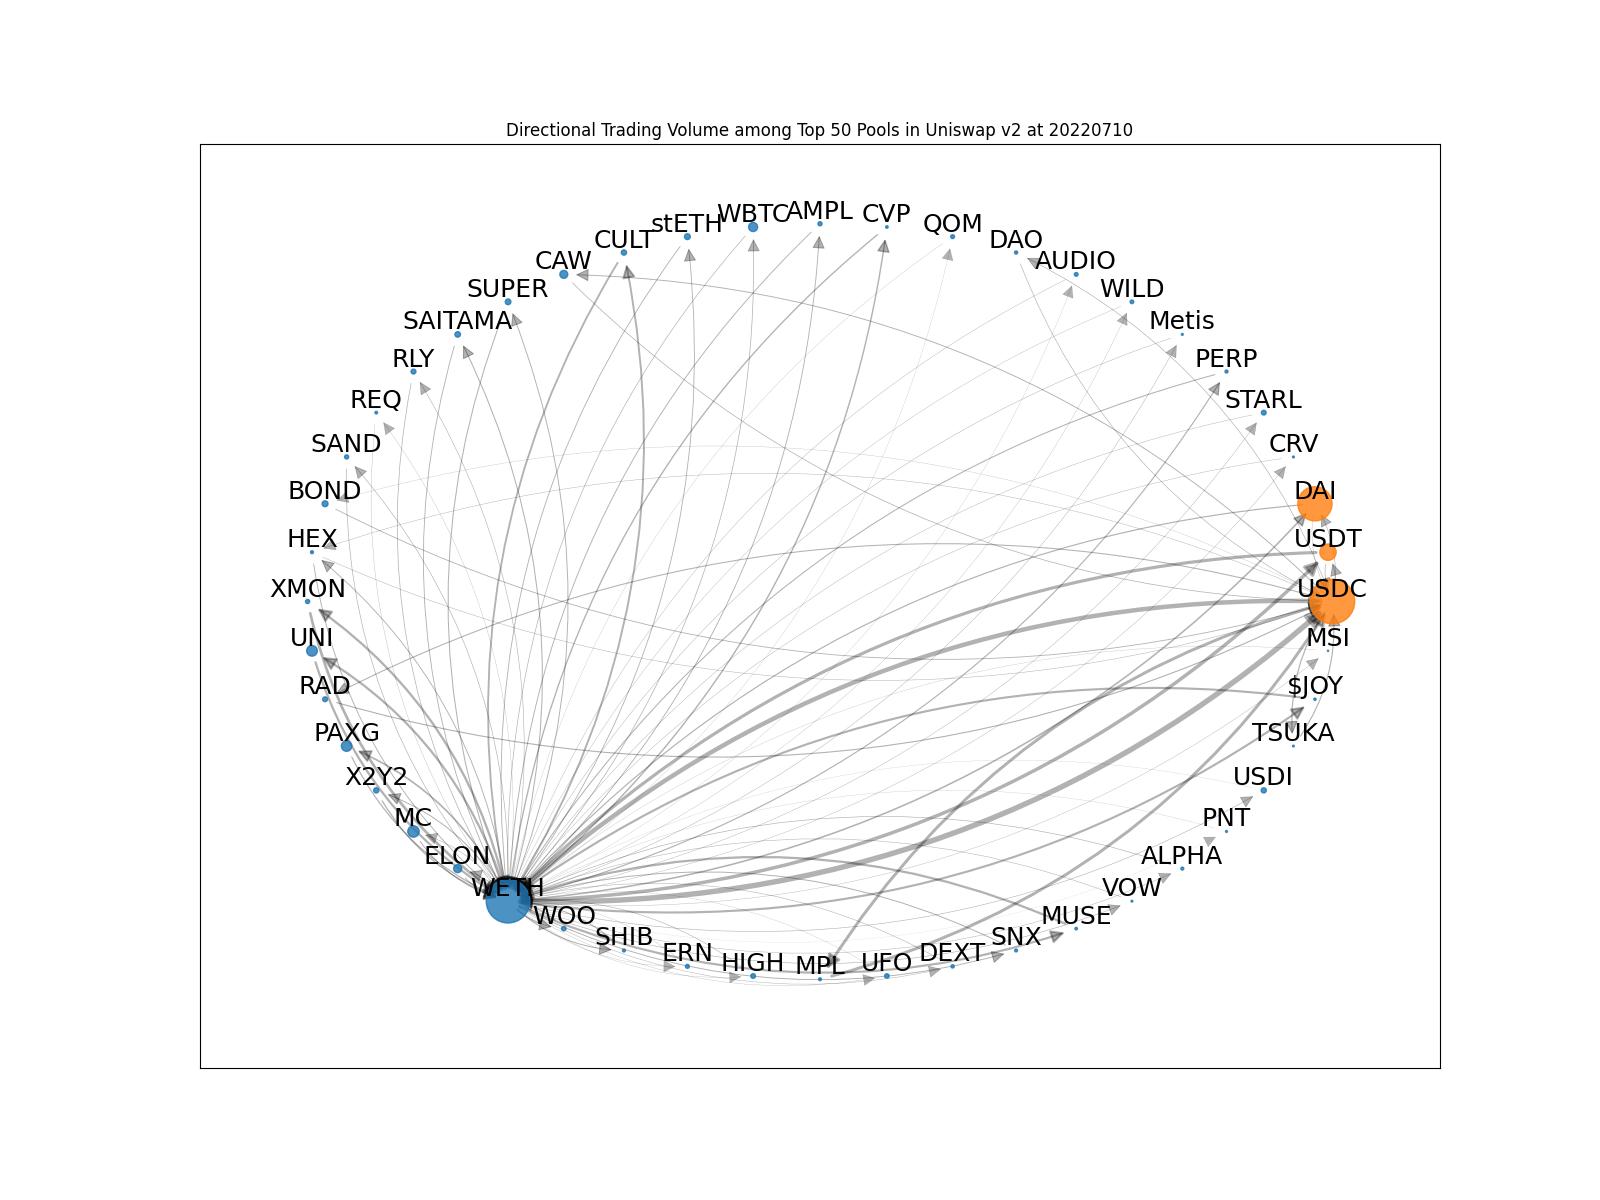 Directional Trading Volume among Top 50 Pools in Uniswap v2 at 20220710
WBTC
AMPL
CVP
stETH
QOM
CULT
DAO
CAW
AUDIO
SUPER
WILD
SAITAMA
Metis
RLY
PERP
REQ
STARL
SAND
CRV
BOND
DAI
HEX
USDT
XMON
USDC
UNI
MSI
RAD
$JOY
PAXG
TSUKA
X2Y2
USDI
MC
PNT
ELON
ALPHA
WETH
VOW
WOO
MUSE
SHIB
SNX
ERN
DEXT
HIGH
MPL
UFO